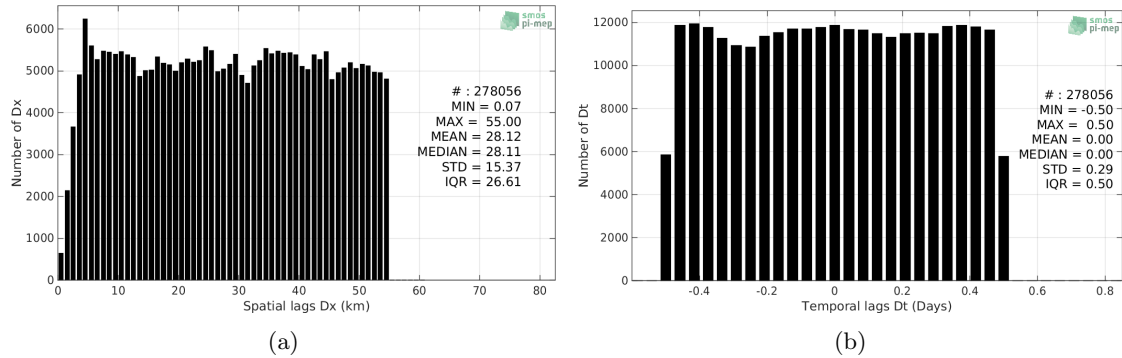 smos
pi-mep
6000
5000
4000
3000
2000
1000
0
Number of Dx
# : 278056
MIN = 0.07
MAX = 55.00
MEAN = 28.12
MEDIAN = 28.11
STD = 15.37
IQR = 26.61
0 10 20 30 40 50 60 70 80
Spatial lags Dx (km)
(a)
smos
pi-mep
12000
10000
8000
6000
4000
2000
0
Number of Dt
# : 278056
MIN = -0.50
MAX = 0.50
MEAN = 0.00
MEDIAN = 0.00
STD = 0.29
IQR = 0.50
-0.4 -0.2 0 0.2 0.4 0.6 0.8
Temporal lags Dt (Days)
(b)